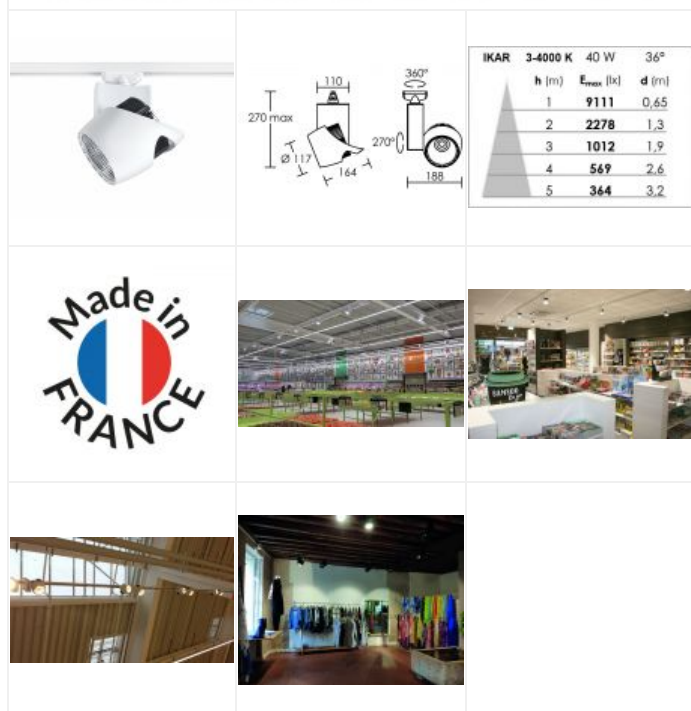 110
270 max
Ø 117
164
360°
270°
188
IKAR 3-4000 K 40 W 36°
h (m) Emax (lx) d (m)
1 9111 0,65
2 2278 1,3
3 1012 1,9
4 569 2,6
5 364 3,2
Made in
FRANCE